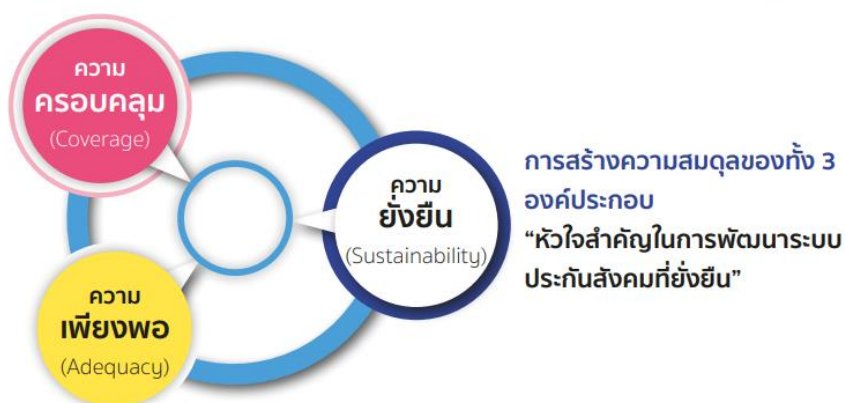 ความ
ครอบคลุม
(Coverage)
ความ
ยั่งยืน
(Sustainability)
ความ
เพียงพอ
(Adequacy)
การสร้างความสมดุลของทั้ง 3
องค์ประกอบ
“หัวใจสำคัญในการพัฒนาระบบ
ประกันสังคมที่ยั่งยืน”